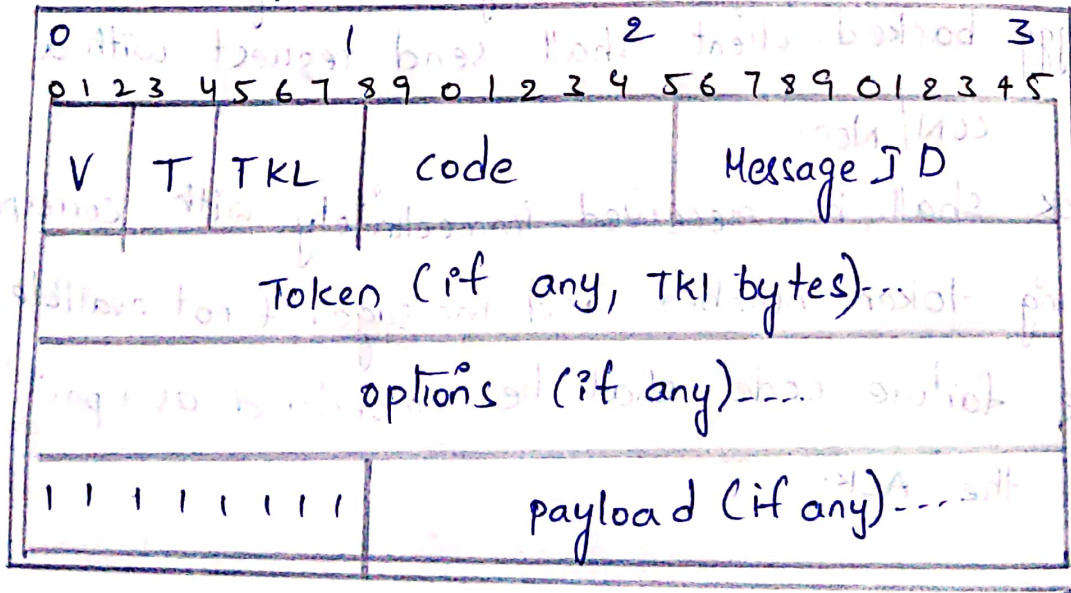 0 1 2 3
0 1 2 3 4 5 6 7 8 9 0 1 2 3 4 5 6 7 8 9 0 1 2 3 4 5
V T TKL code Message ID
Token (if any, TKl bytes)...
options (if any)----
1 1 1 1 1 1 1 1 payload (if any)----